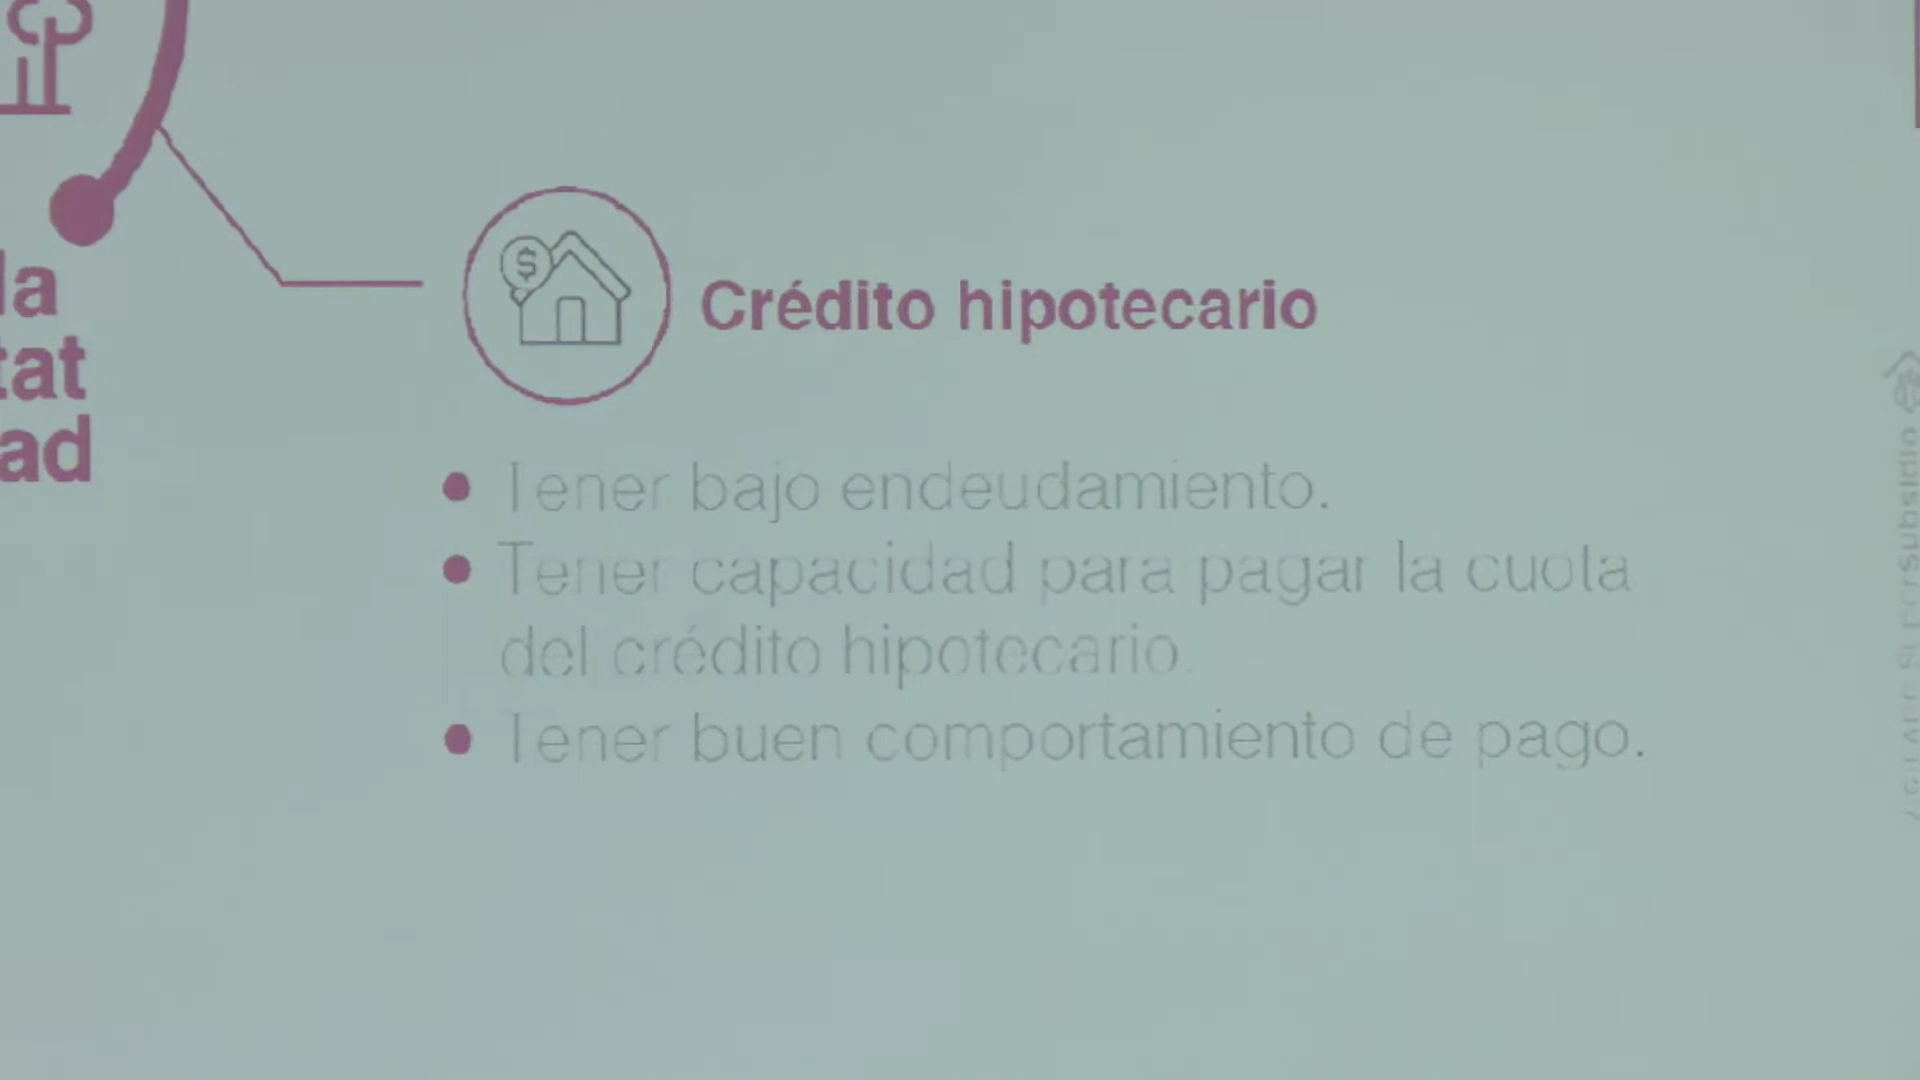 la
tat
ad
$
Crédito hipotecario
Tener bajo endeudamiento.
Tener capacidad para pagar la cuota
del crédito hipotecario.
Tener buen comportamiento de pago.